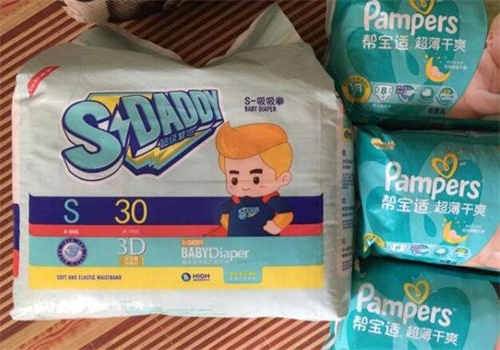 S-DADDY
S-吸吸拳
BABY DIAPER
S
30
4-8KG
3D
S-DADDY
BABYDiaper
HIGH
SOFT AND ELASTIC WAISTBAND
Pampers
帮宝适 超薄干爽
Pampers
帮宝适 超薄干爽
Pampers
帮宝适 超薄干爽